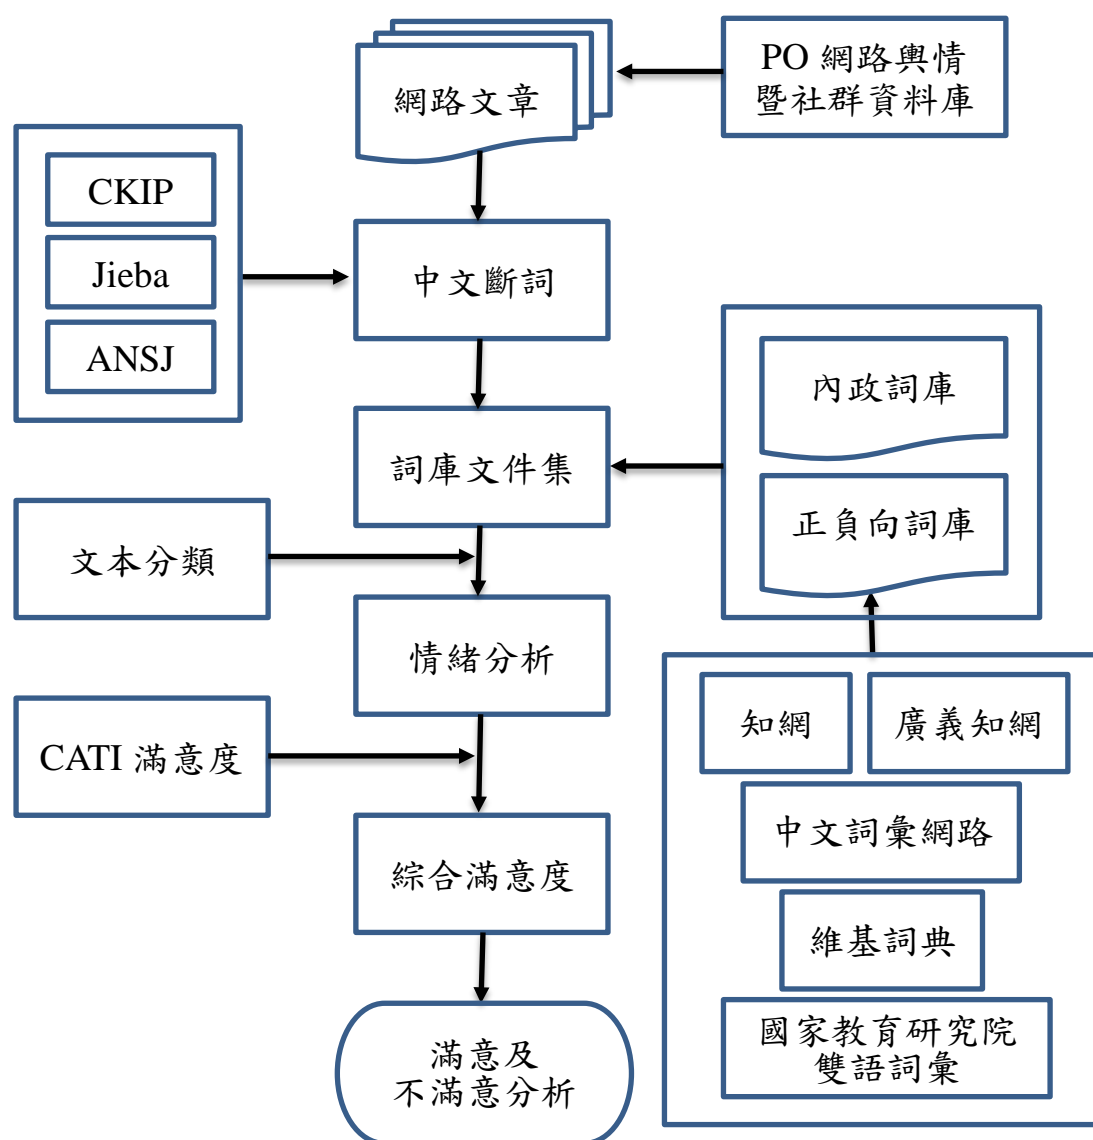 PO 網路輿情
暨社群資料庫
網路文章
CKIP
Jieba
ANSJ
中文斷詞
內政詞庫
正負向詞庫
詞庫文件集
文本分類
情緒分析
知網
廣義知網
中文詞彙網路
維基詞典
國家教育研究院
雙語詞彙
CATI 滿意度
綜合滿意度
滿意及
不滿意分析